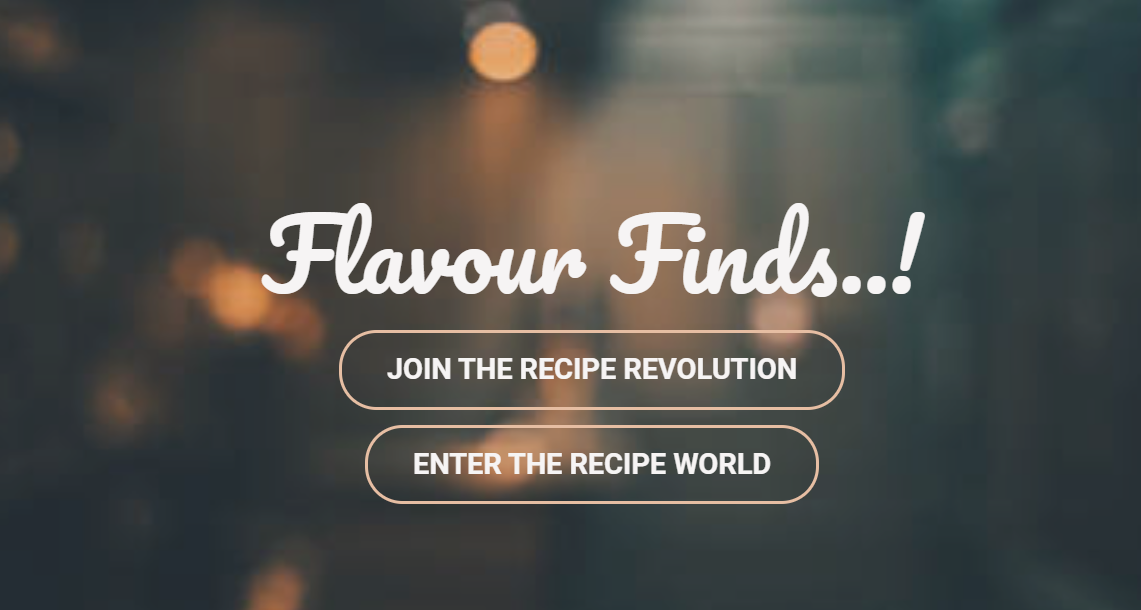 Flavour Finds..!
JOIN THE RECIPE REVOLUTION
ENTER THE RECIPE WORLD